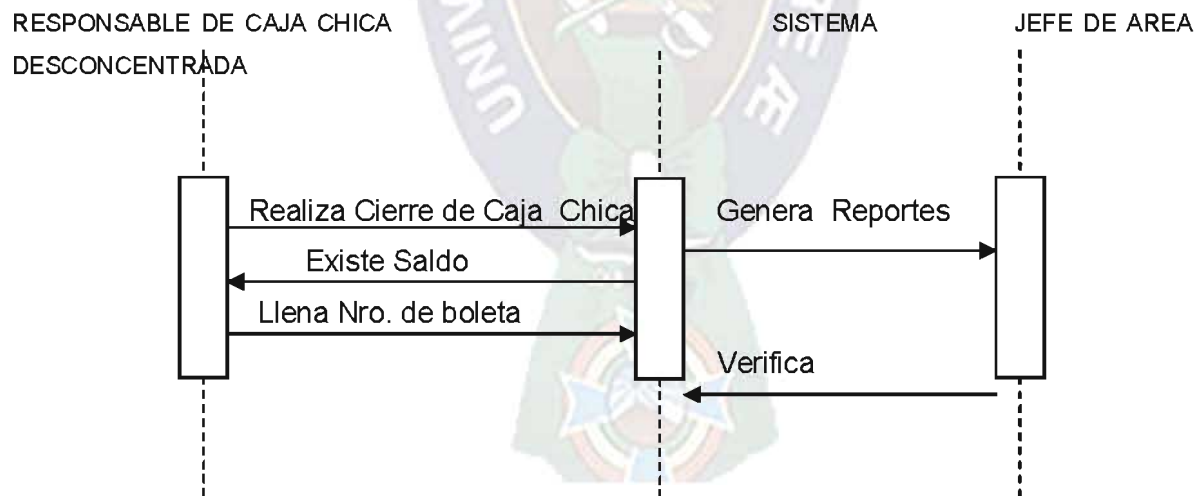 RESPONSABLE DE CAJA CHICA
DESCONCENTRADA
SISTEMA
JEFE DE AREA
Realiza Cierre de Caja Chica
Genera Reportes
Existe Saldo
Llena Nro. de boleta
Verifica